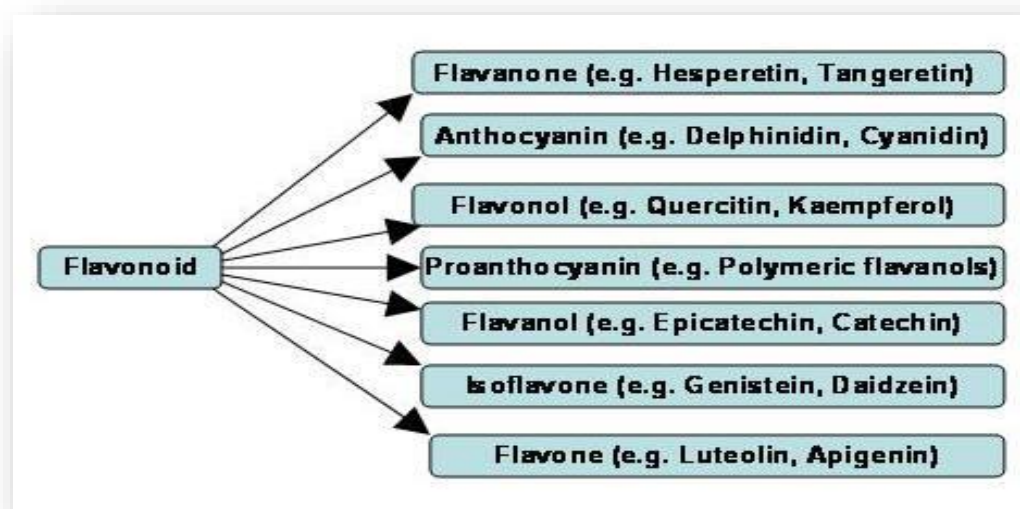 Flavanone (e.g. Hesperetin, Tangeretin)
Anthocyanin (e.g. Delphinidin, Cyanidin)
Flavonol (e.g. Quercitin, Kaempferol)
Flavonoid
Proanthocyanin (e.g. Polymeric flavanols)
Flavanol (e.g. Epicatechin, Catechin)
Isoflavone (e.g. Genistein, Daidzein)
Flavone (e.g. Luteolin, Apigenin)